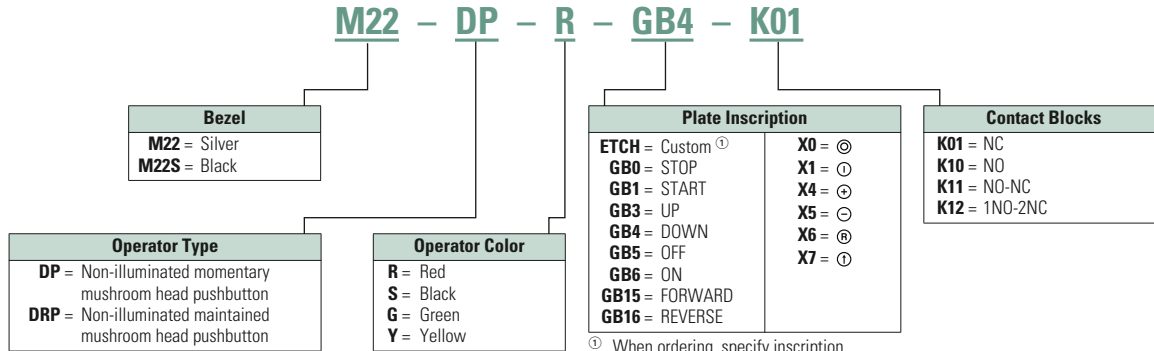 M22 – DP – R – GB4 – K01
Bezel
M22 = Silver
M22S = Black
Operator Type
DP = Non-illuminated momentary
mushroom head pushbutton
DRP = Non-illuminated maintained
mushroom head pushbutton
Operator Color
R = Red
S = Black
G = Green
Y = Yellow
Plate Inscription
ETCH = Custom ①
GB0 = STOP
GB1 = START
GB3 = UP
GB4 = DOWN
GB5 = OFF
GB6 = ON
GB15 = FORWARD
GB16 = REVERSE
X0 = ◎
X1 = Ⓘ
X4 = ⊕
X5 = ⊖
X6 = Ⓡ
X7 = ①
① When ordering, specify inscription
Contact Blocks
K01 = NC
K10 = NO
K11 = NO-NC
K12 = 1NO-2NC